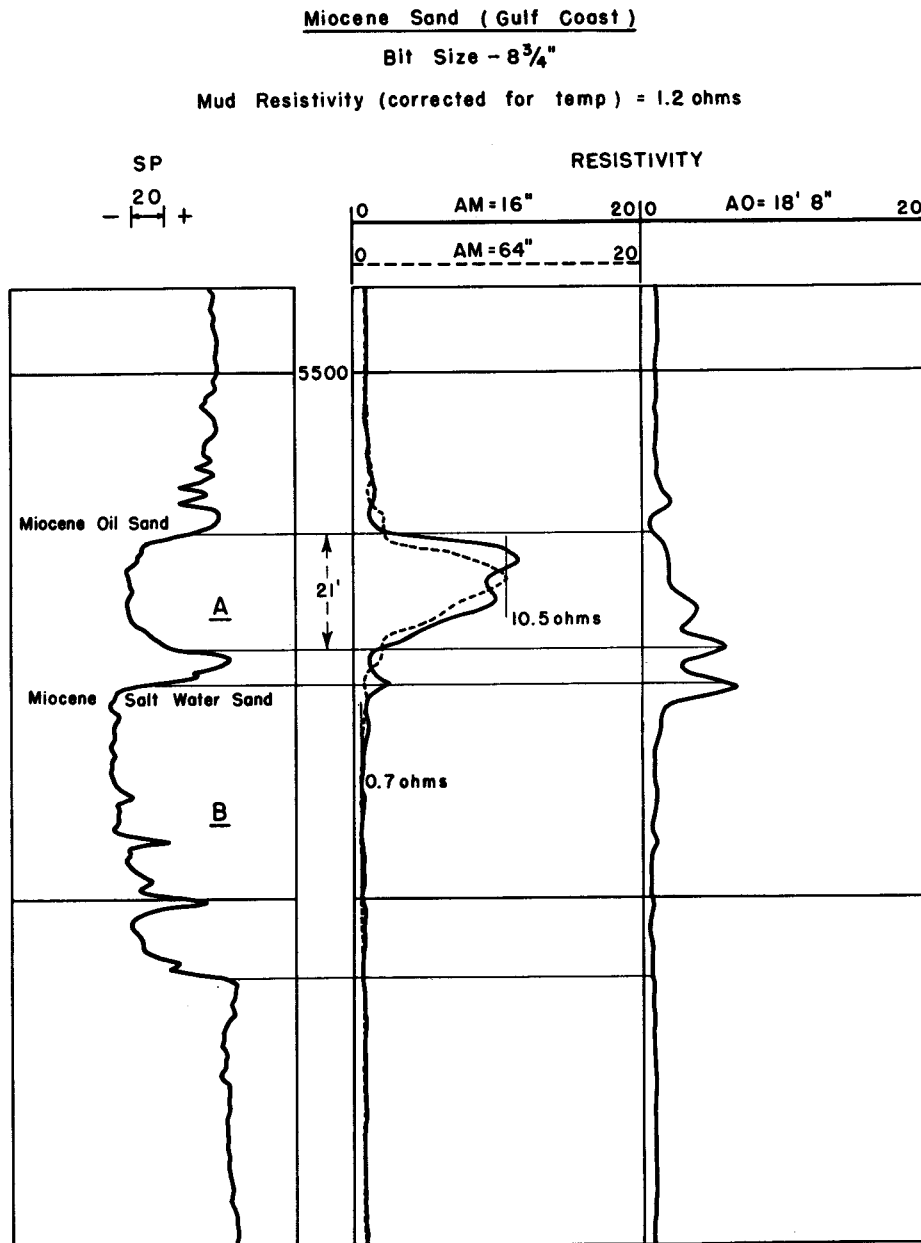 Miocene Sand (Gulf Coast)
Bit Size - 8 3/4"
Mud Resistivity (corrected for temp) = 1.2 ohms
SP
20
- +
RESISTIVITY
0 AM = 16" 20
0 AO = 18' 8" 20
0 AM = 64" 20
5500
Miocene Oil Sand
21'
A
10.5 ohms
Miocene Salt Water Sand
0.7 ohms
B